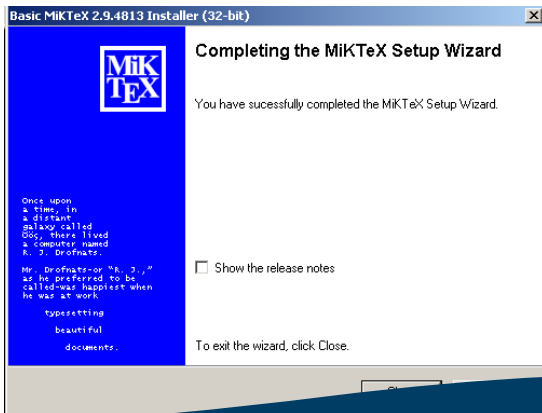 Basic MiKTeX 2.9.4813 Installer (32-bit)
MiK
TEX
Completing the MiKTeX Setup Wizard
You have sucessfully completed the MiKTeX Setup Wizard.
Once upon
a time, in
a distant
galaxy called
Ööç, there lived
a computer named
R. J. Drofnats.
Mr. Drofnats-or "R. J.,"
as he preferred to be
called-was happiest when
he was at work
typesetting
beautiful
documents.
Show the release notes
To exit the wizard, click Close.